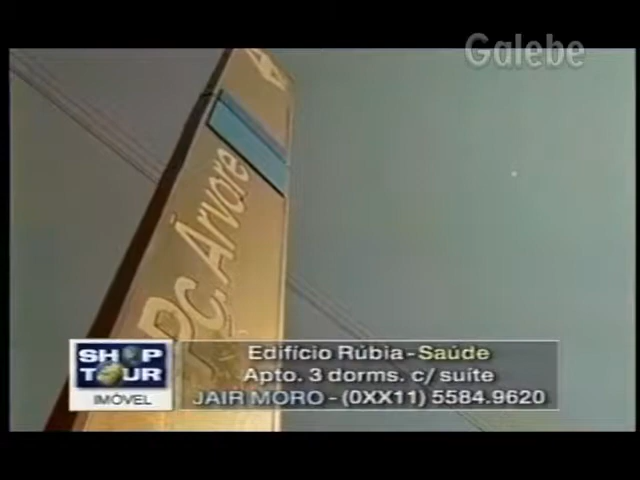 Galebe
Pç. Árvore
SHOP
TOUR
IMÓVEL
Edifício Rúbia - Saúde
Apto. 3 dorms. c/ suíte
JAIR MORO - (0XX11) 5584.9620